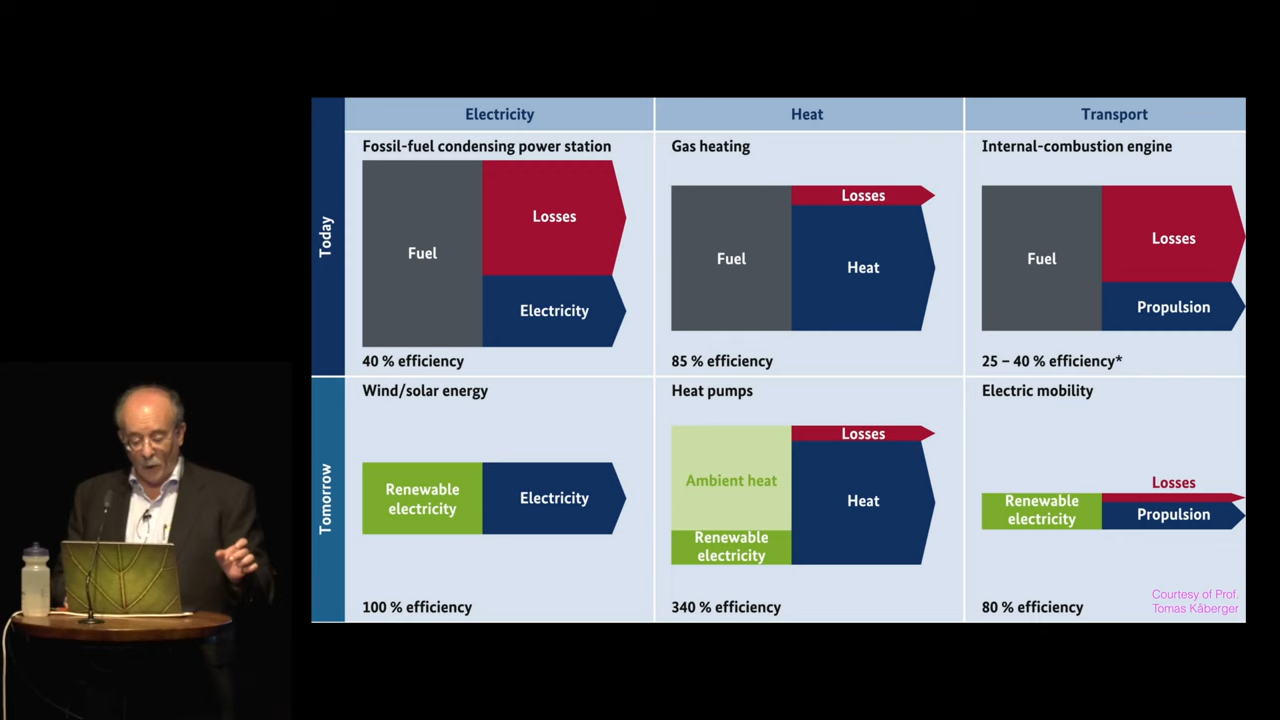 Electricity
Heat
Transport
Today
Fossil-fuel condensing power station
Fuel
Losses
Electricity
40 % efficiency
Gas heating
Fuel
Losses
Heat
85 % efficiency
Internal-combustion engine
Fuel
Losses
Propulsion
25 – 40 % efficiency*
Tomorrow
Wind/solar energy
Renewable
electricity
Electricity
100 % efficiency
Heat pumps
Ambient heat
Renewable
electricity
Losses
Heat
340 % efficiency
Electric mobility
Renewable
electricity
Losses
Propulsion
80 % efficiency
Courtesy of Prof.
Tomas Kåberger